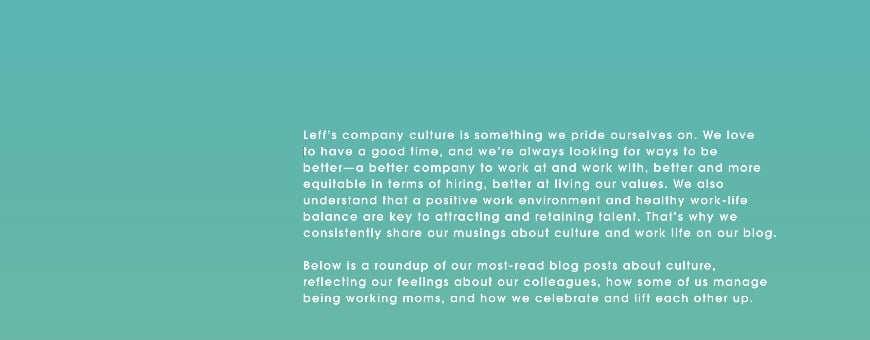 Leff's company culture is something we pride ourselves on. We love
to have a good time, and we're always looking for ways to be
better—a better company to work at and work with, better and more
equitable in terms of hiring, better at living our values. We also
understand that a positive work environment and healthy work-life
balance are key to attracting and retaining talent. That's why we
consistently share our musings about culture and work life on our blog.
Below is a roundup of our most-read blog posts about culture,
reflecting our feelings about our colleagues, how some of us manage
being working moms, and how we celebrate and lift each other up.